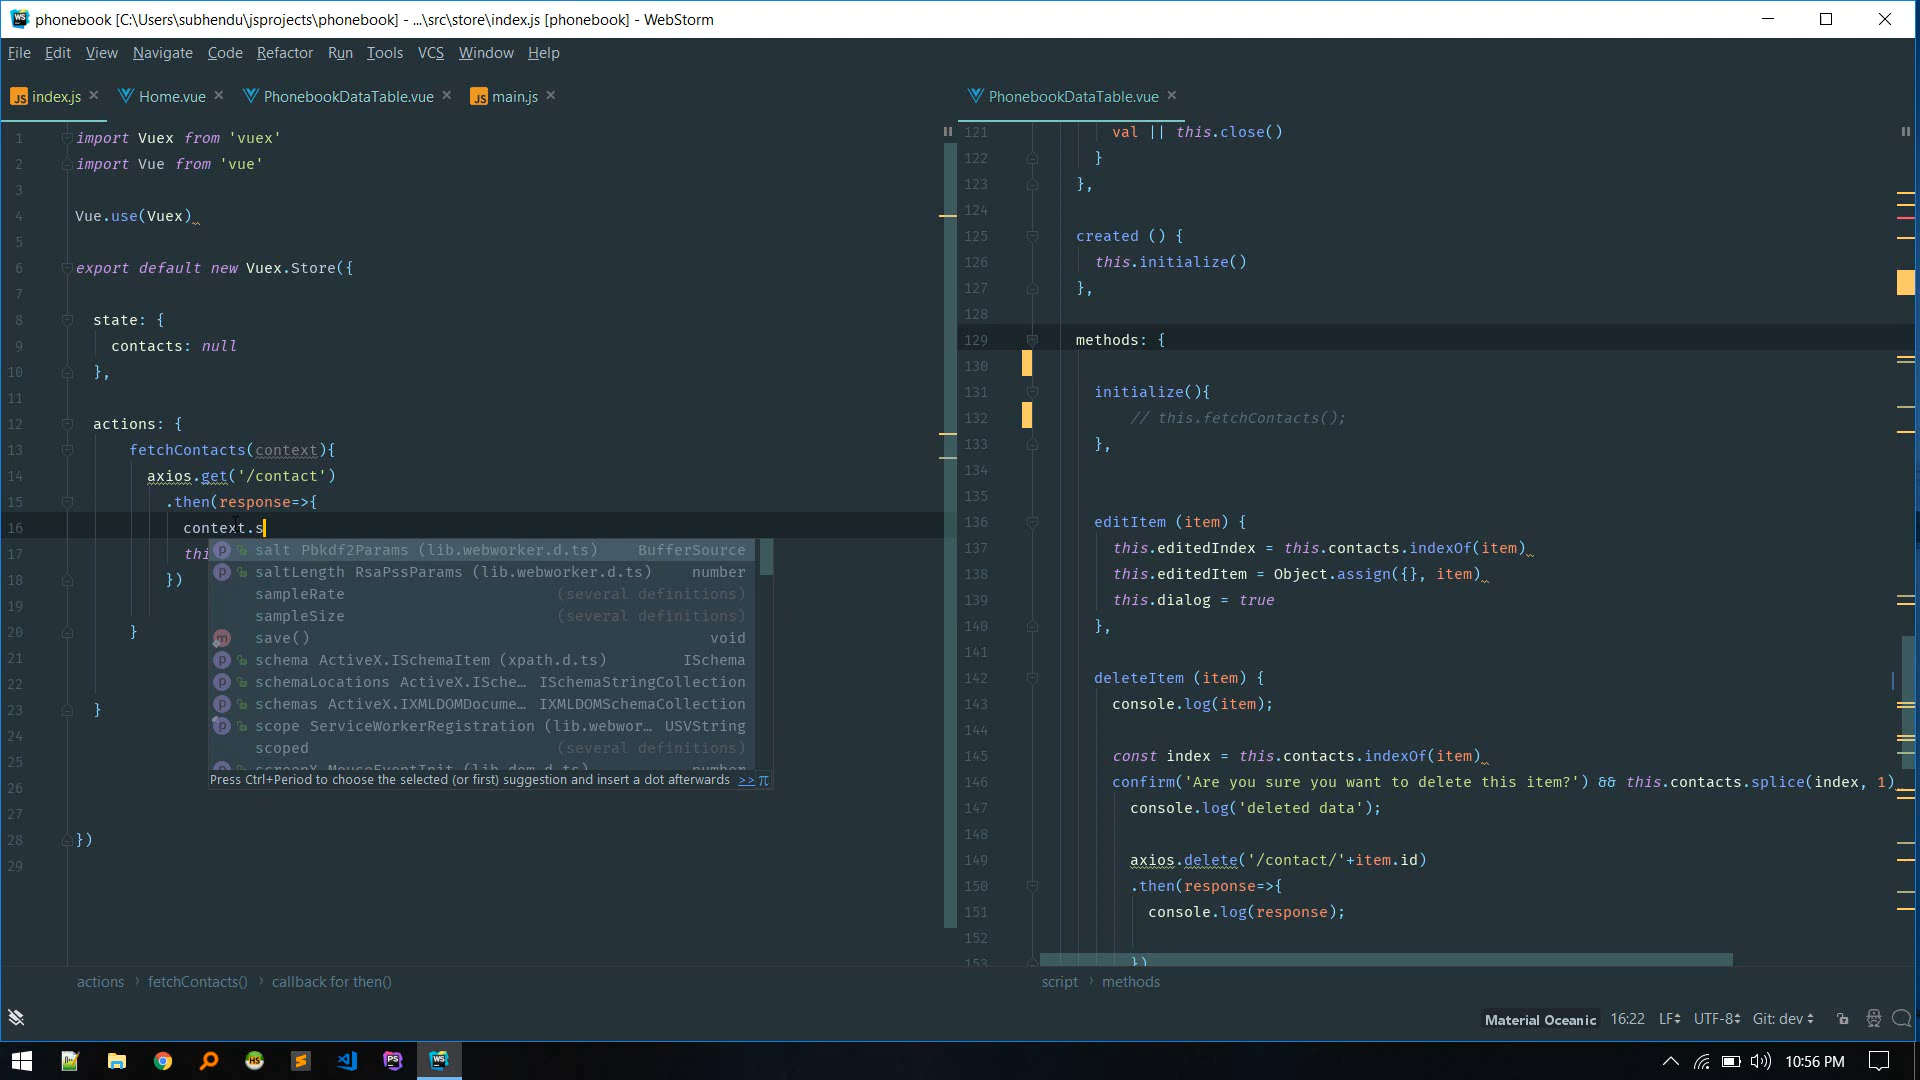 phonebook [C:\Users\subhendu\jsprojects\phonebook] - ...\src\store\index.js [phonebook] - WebStorm
File Edit View Navigate Code Refactor Run Tools VCS Window Help
index.js Home.vue PhonebookDataTable.vue main.js
1 import Vuex from 'vuex'
2 import Vue from 'vue'
3
4 Vue.use(Vuex)
5
6 export default new Vuex.Store({
7
8 state: {
9 contacts: null
10 },
11
12 actions: {
13 fetchContacts(context){
14 axios.get('/contact')
15 .then(response=>{
16 context.s
17 thi
18 })
19
20 }
21
22
23 }
24
25
26
27
28 })
29
salt Pbkdf2Params (lib.webworker.d.ts) BufferSource
saltLength RsaPssParams (lib.webworker.d.ts) number
sampleRate (several definitions)
sampleSize (several definitions)
save() void
schema ActiveX.ISchemaItem (xpath.d.ts) ISchema
schemaLocations ActiveX.ISche... ISchemaStringCollection
schemas ActiveX.IXMLDOMDocume... IXMLDOMSchemaCollection
scope ServiceWorkerRegistration (lib.webwor... USVString
scoped (several definitions)
screenX MouseEventInit (lib.dom.d.ts) number
Press Ctrl+Period to choose the selected (or first) suggestion and insert a dot afterwards >> π
actions › fetchContacts() › callback for then()
PhonebookDataTable.vue
121 val || this.close()
122 }
123 },
124
125 created () {
126 this.initialize()
127 },
128
129 methods: {
130
131 initialize(){
132 // this.fetchContacts();
133 },
134
135
136 editItem (item) {
137 this.editedIndex = this.contacts.indexOf(item)
138 this.editedItem = Object.assign({}, item)
139 this.dialog = true
140 },
141
142 deleteItem (item) {
143 console.log(item);
144
145 const index = this.contacts.indexOf(item)
146 confirm('Are you sure you want to delete this item?') && this.contacts.splice(index, 1)
147 console.log('deleted data');
148
149 axios.delete('/contact/'+item.id)
150 .then(response=>{
151 console.log(response);
152
153 })
script › methods
Material Oceanic 16:22 LF UTF-8 Git: dev
10:56 PM